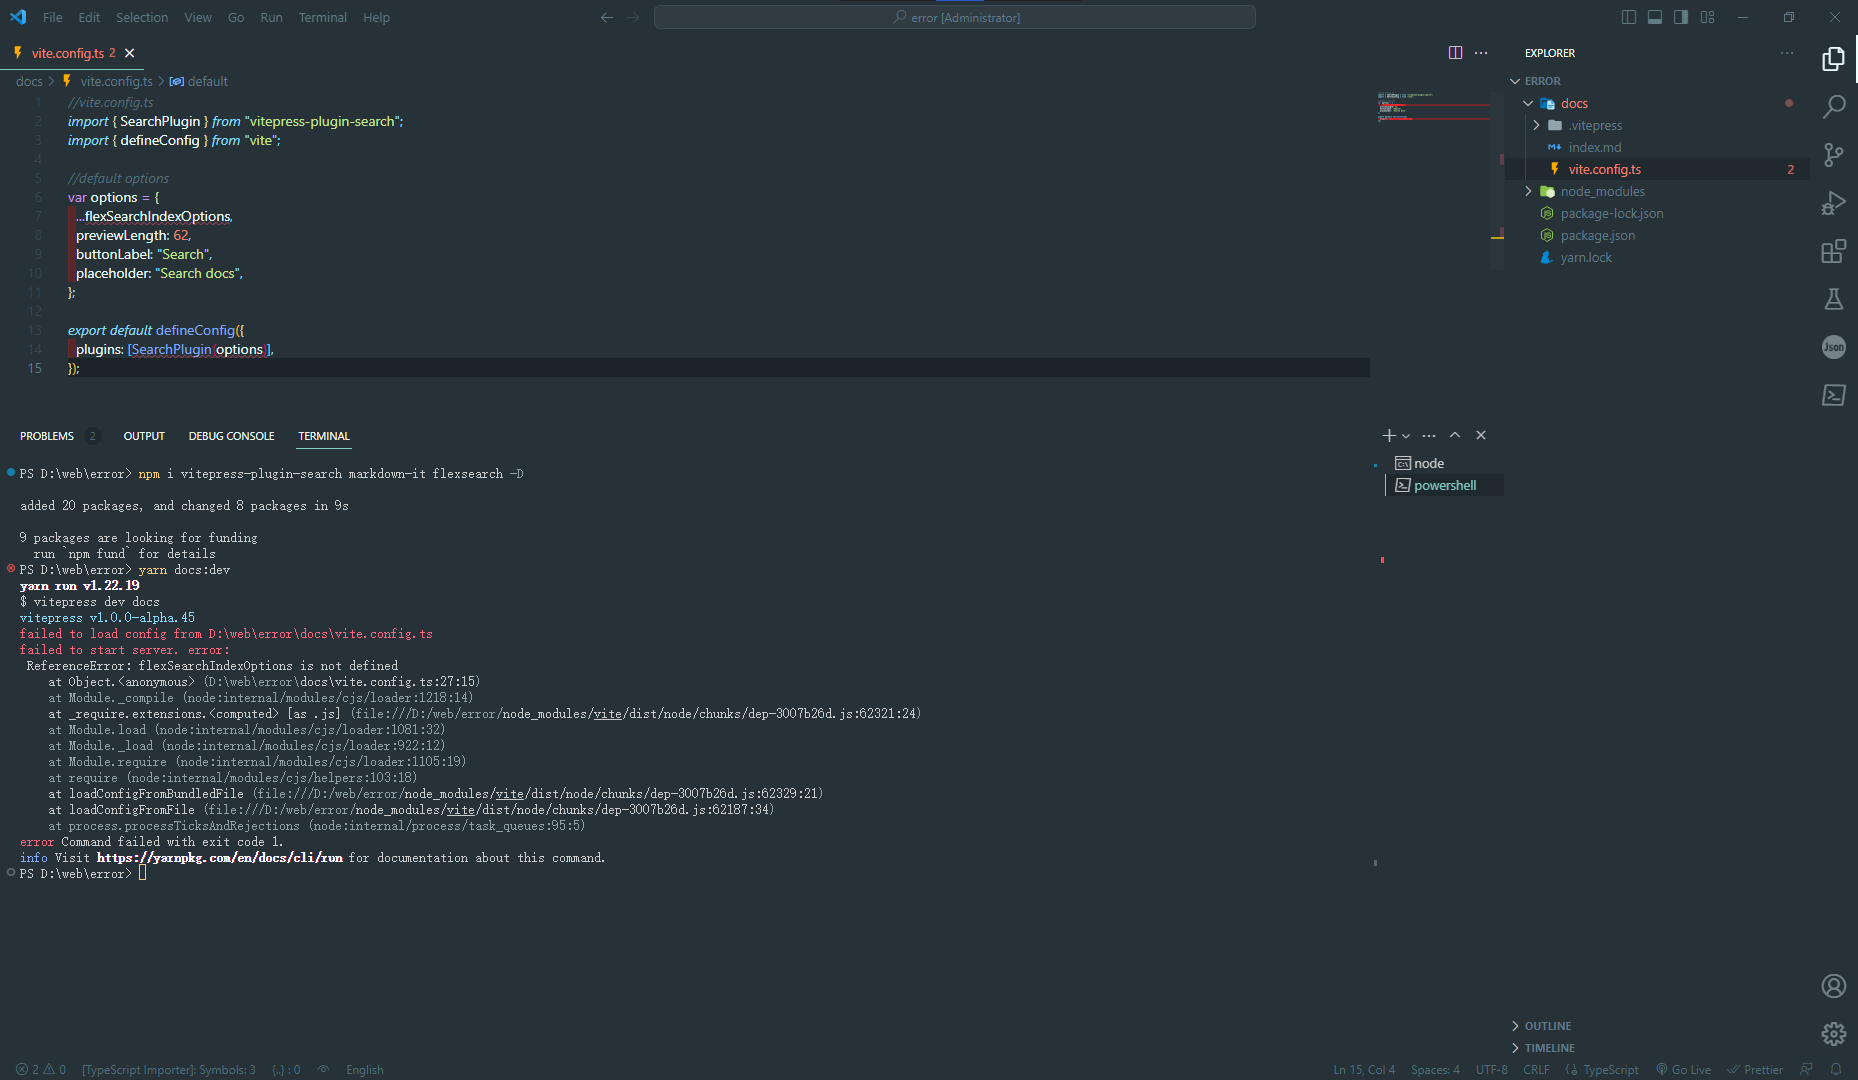 File Edit Selection View Go Run Terminal Help
error [Administrator]
vite.config.ts 2
docs > vite.config.ts > default
1 //vite.config.ts
2 import { SearchPlugin } from "vitepress-plugin-search";
3 import { defineConfig } from "vite";
4
5 //default options
6 var options = {
7 ...flexSearchIndexOptions,
8 previewLength: 62,
9 buttonLabel: "Search",
10 placeholder: "Search docs",
11 };
12
13 export default defineConfig({
14 plugins: [SearchPlugin(options)],
15 });
PROBLEMS 2 OUTPUT DEBUG CONSOLE TERMINAL
PS D:\web\error> npm i vitepress-plugin-search markdown-it flexsearch -D
added 20 packages, and changed 8 packages in 9s
9 packages are looking for funding
run `npm fund` for details
PS D:\web\error> yarn docs:dev
yarn run v1.22.19
$ vitepress dev docs
vitepress v1.0.0-alpha.45
failed to load config from D:\web\error\docs\vite.config.ts
failed to start server. error:
ReferenceError: flexSearchIndexOptions is not defined
at Object.<anonymous> (D:\web\error\docs\vite.config.ts:27:15)
at Module._compile (node:internal/modules/cjs/loader:1218:14)
at _require.extensions.<computed> [as .js] (file:///D:/web/error/node_modules/vite/dist/node/chunks/dep-3007b26d.js:62321:24)
at Module.load (node:internal/modules/cjs/loader:1081:32)
at Module._load (node:internal/modules/cjs/loader:922:12)
at Module.require (node:internal/modules/cjs/loader:1105:19)
at require (node:internal/modules/cjs/helpers:103:18)
at loadConfigFromBundledFile (file:///D:/web/error/node_modules/vite/dist/node/chunks/dep-3007b26d.js:62329:21)
at loadConfigFromFile (file:///D:/web/error/node_modules/vite/dist/node/chunks/dep-3007b26d.js:62187:34)
at process.processTicksAndRejections (node:internal/process/task_queues:95:5)
error Command failed with exit code 1.
info Visit https://yarnpkg.com/en/docs/cli/run for documentation about this command.
PS D:\web\error>
node
powershell
EXPLORER
ERROR
docs
.vitepress
index.md
vite.config.ts 2
node_modules
package-lock.json
package.json
yarn.lock
Json
OUTLINE
TIMELINE
2 0 [TypeScript Importer]: Symbols: 3 {..} : 0 English
Ln 15, Col 4 Spaces: 4 UTF-8 CRLF TypeScript Go Live Prettier